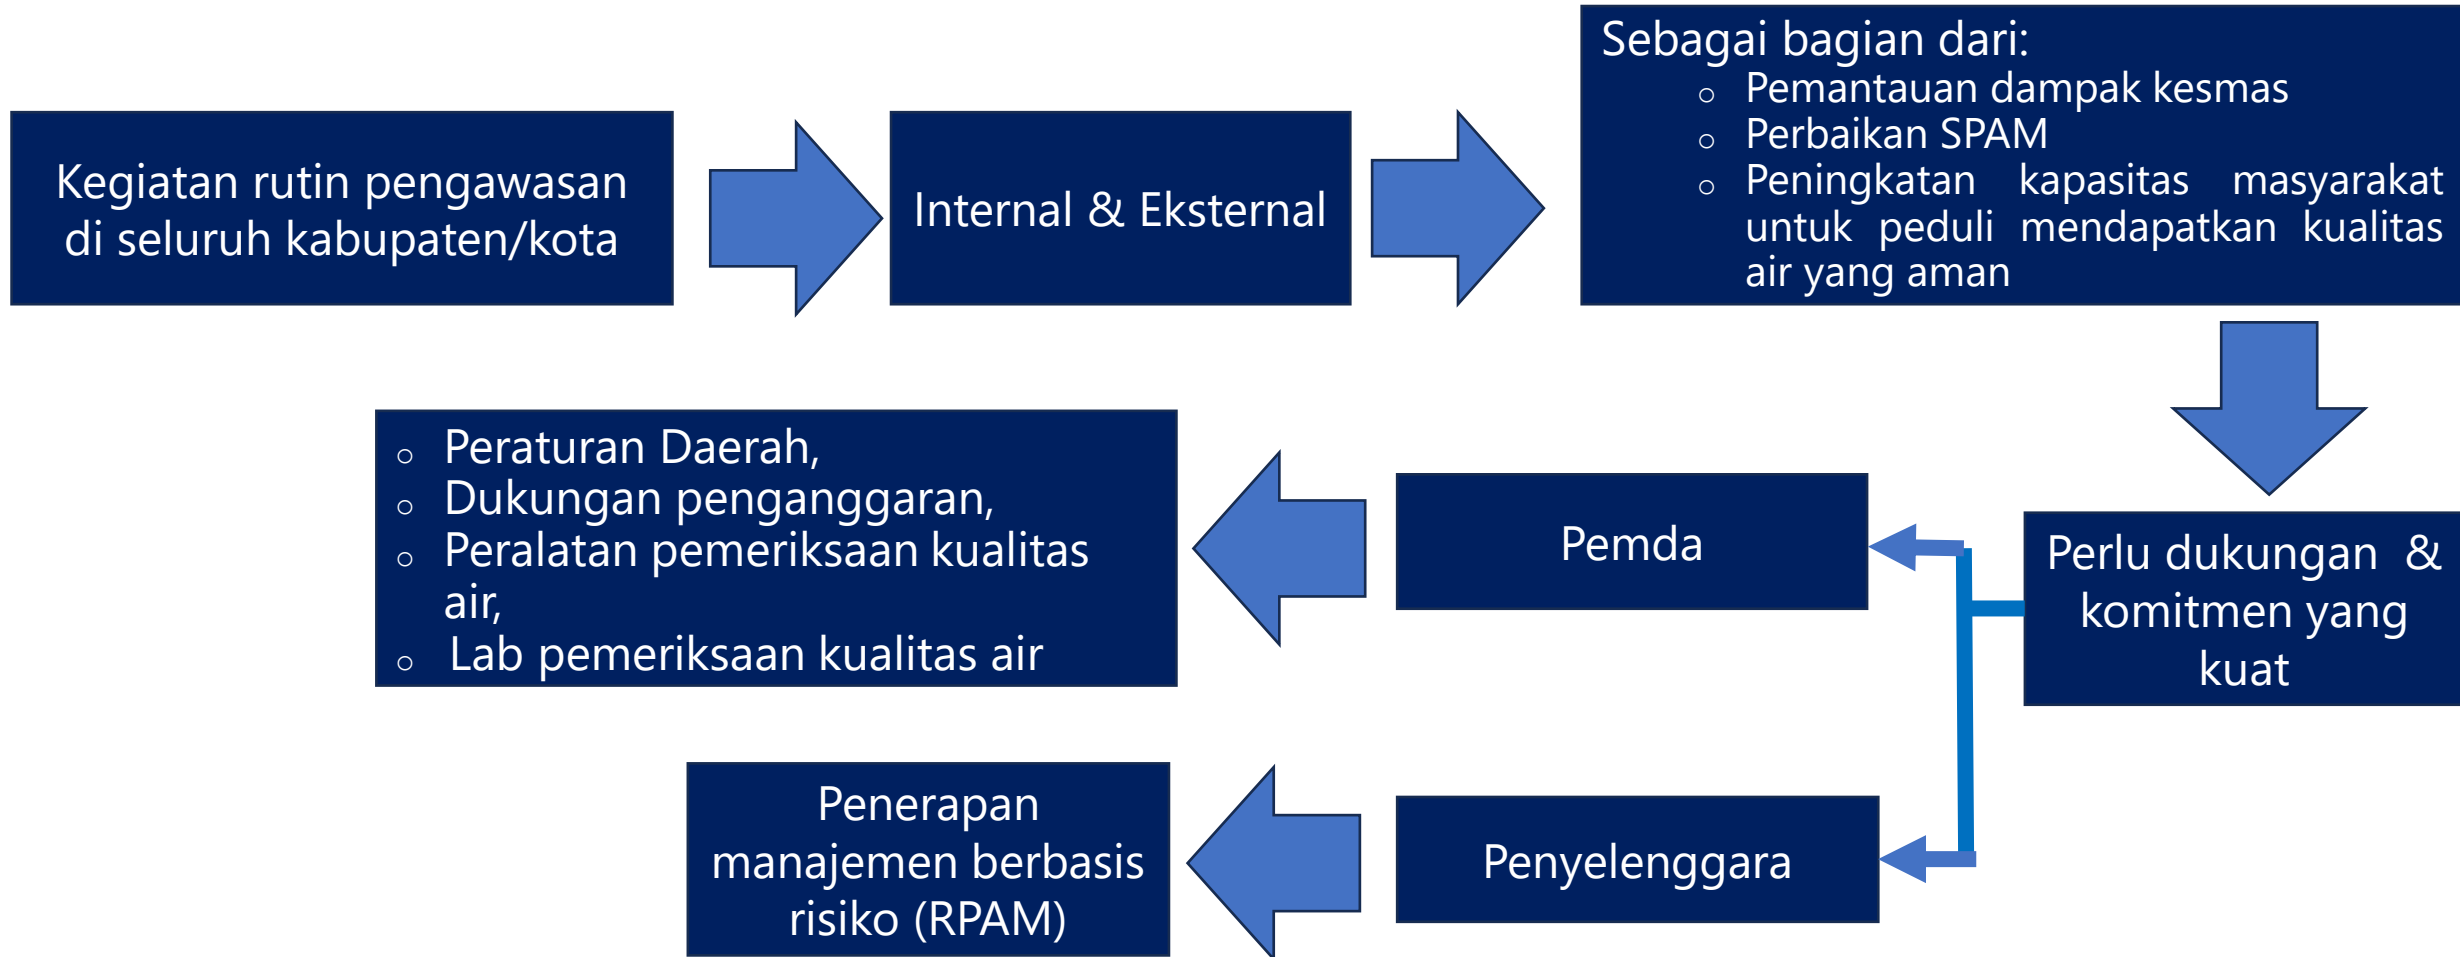 Kegiatan rutin pengawasan
di seluruh kabupaten/kota
Internal & Eksternal
Sebagai bagian dari:
○ Pemantauan dampak kesmas
○ Perbaikan SPAM
○ Peningkatan kapasitas masyarakat
untuk peduli mendapatkan kualitas
air yang aman
Perlu dukungan &
komitmen yang
kuat
Pemda
○ Peraturan Daerah,
○ Dukungan penganggaran,
○ Peralatan pemeriksaan kualitas
air,
○ Lab pemeriksaan kualitas air
Penyelenggara
Penerapan
manajemen berbasis
risiko (RPAM)